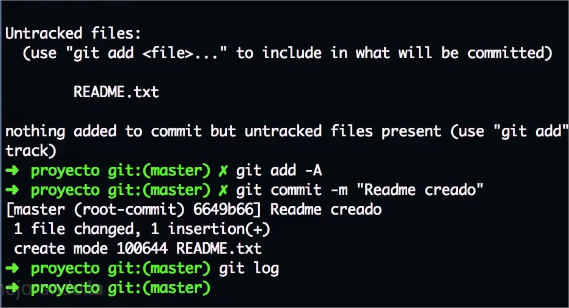 Untracked files:
(use "git add <file>..." to include in what will be committed)
README.txt
nothing added to commit but untracked files present (use "git add"
track)
➜ proyecto git:(master) ✗ git add -A
➜ proyecto git:(master) ✗ git commit -m "Readme creado"
[master (root-commit) 6649b66] Readme creado
1 file changed, 1 insertion(+)
create mode 100644 README.txt
➜ proyecto git:(master) git log
➜ proyecto git:(master)